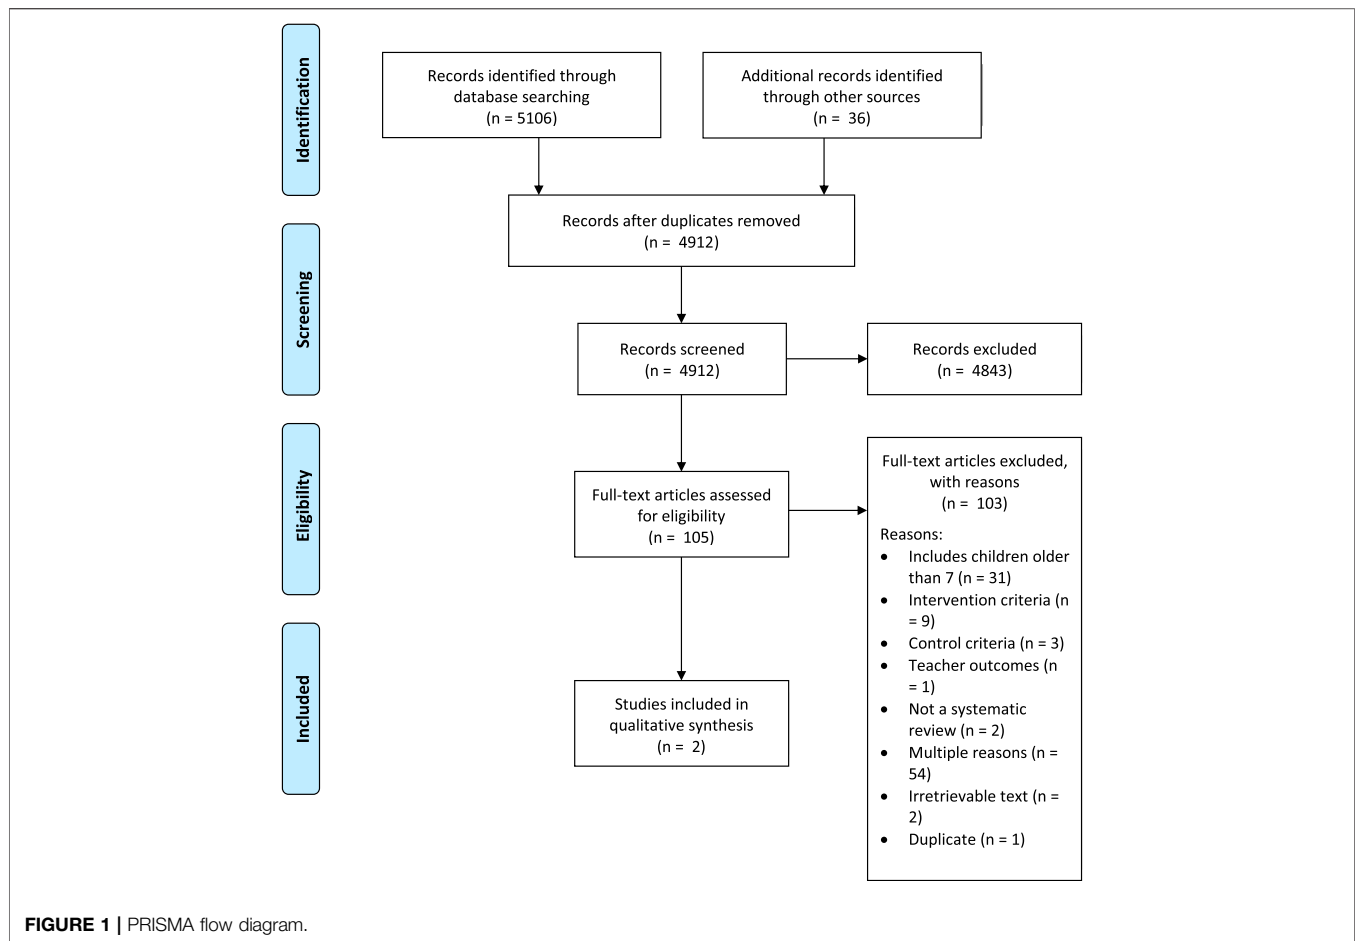 Identification
Records identified through
database searching
(n = 5106)
Additional records identified
through other sources
(n =  36)
Records after duplicates removed
(n =  4912)
Screening
Records screened
(n =  4912)
Records excluded
(n =  4843)
Eligibility
Full-text articles assessed
for eligibility
(n =  105)
Full-text articles excluded,
with reasons
(n =  103)
Reasons:
• Includes children older
than 7 (n = 31)
• Intervention criteria (n
= 9)
• Control criteria (n = 3)
• Teacher outcomes (n
= 1)
• Not a systematic
review (n = 2)
• Multiple reasons (n =
54)
• Irretrievable text (n =
2)
• Duplicate (n = 1)
Included
Studies included in
qualitative synthesis
(n =  2)
FIGURE 1 | PRISMA flow diagram.